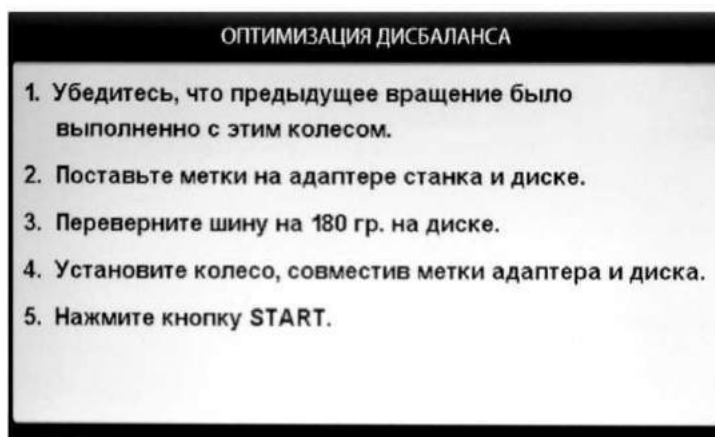 ОПТИМИЗАЦИЯ ДИСБАЛАНСА
1. Убедитесь, что предыдущее вращение было
выполненно с этим колесом.
2. Поставьте метки на адаптере станка и диске.
3. Переверните шину на 180 гр. на диске.
4. Установите колесо, совместив метки адаптера и диска.
5. Нажмите кнопку START.